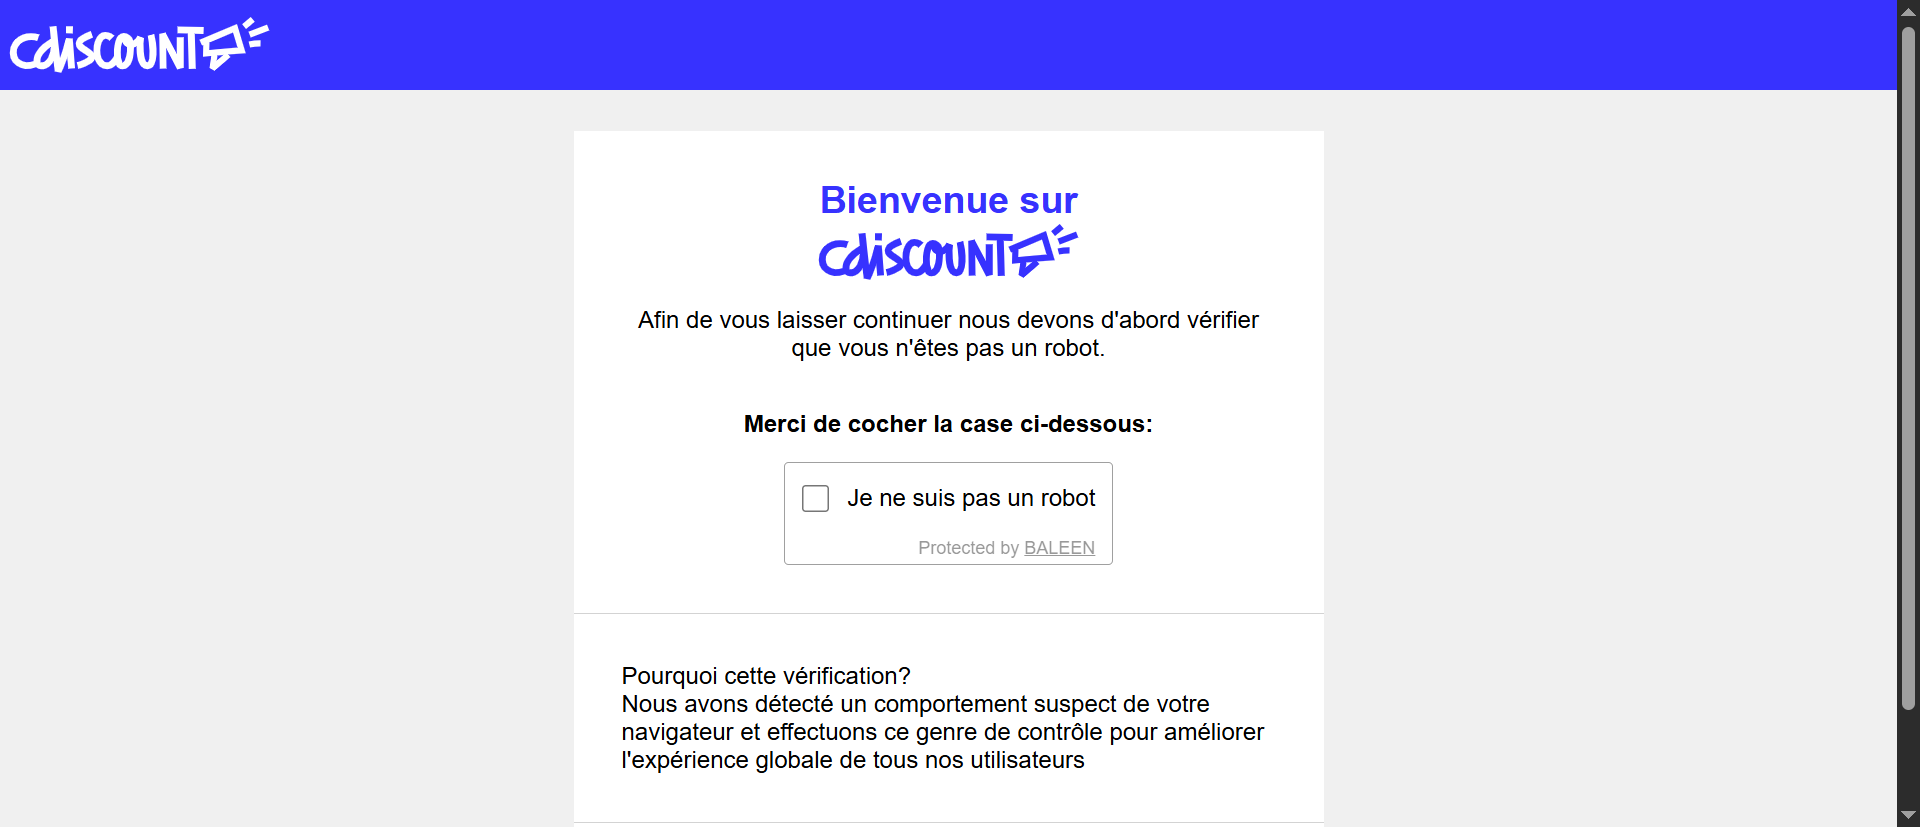 cdiscount
Bienvenue sur
cdiscount
Afin de vous laisser continuer nous devons d'abord vérifier
que vous n'êtes pas un robot.
Merci de cocher la case ci-dessous:
Je ne suis pas un robot
Protected by BALEEN
Pourquoi cette vérification?
Nous avons détecté un comportement suspect de votre
navigateur et effectuons ce genre de contrôle pour améliorer
l'expérience globale de tous nos utilisateurs